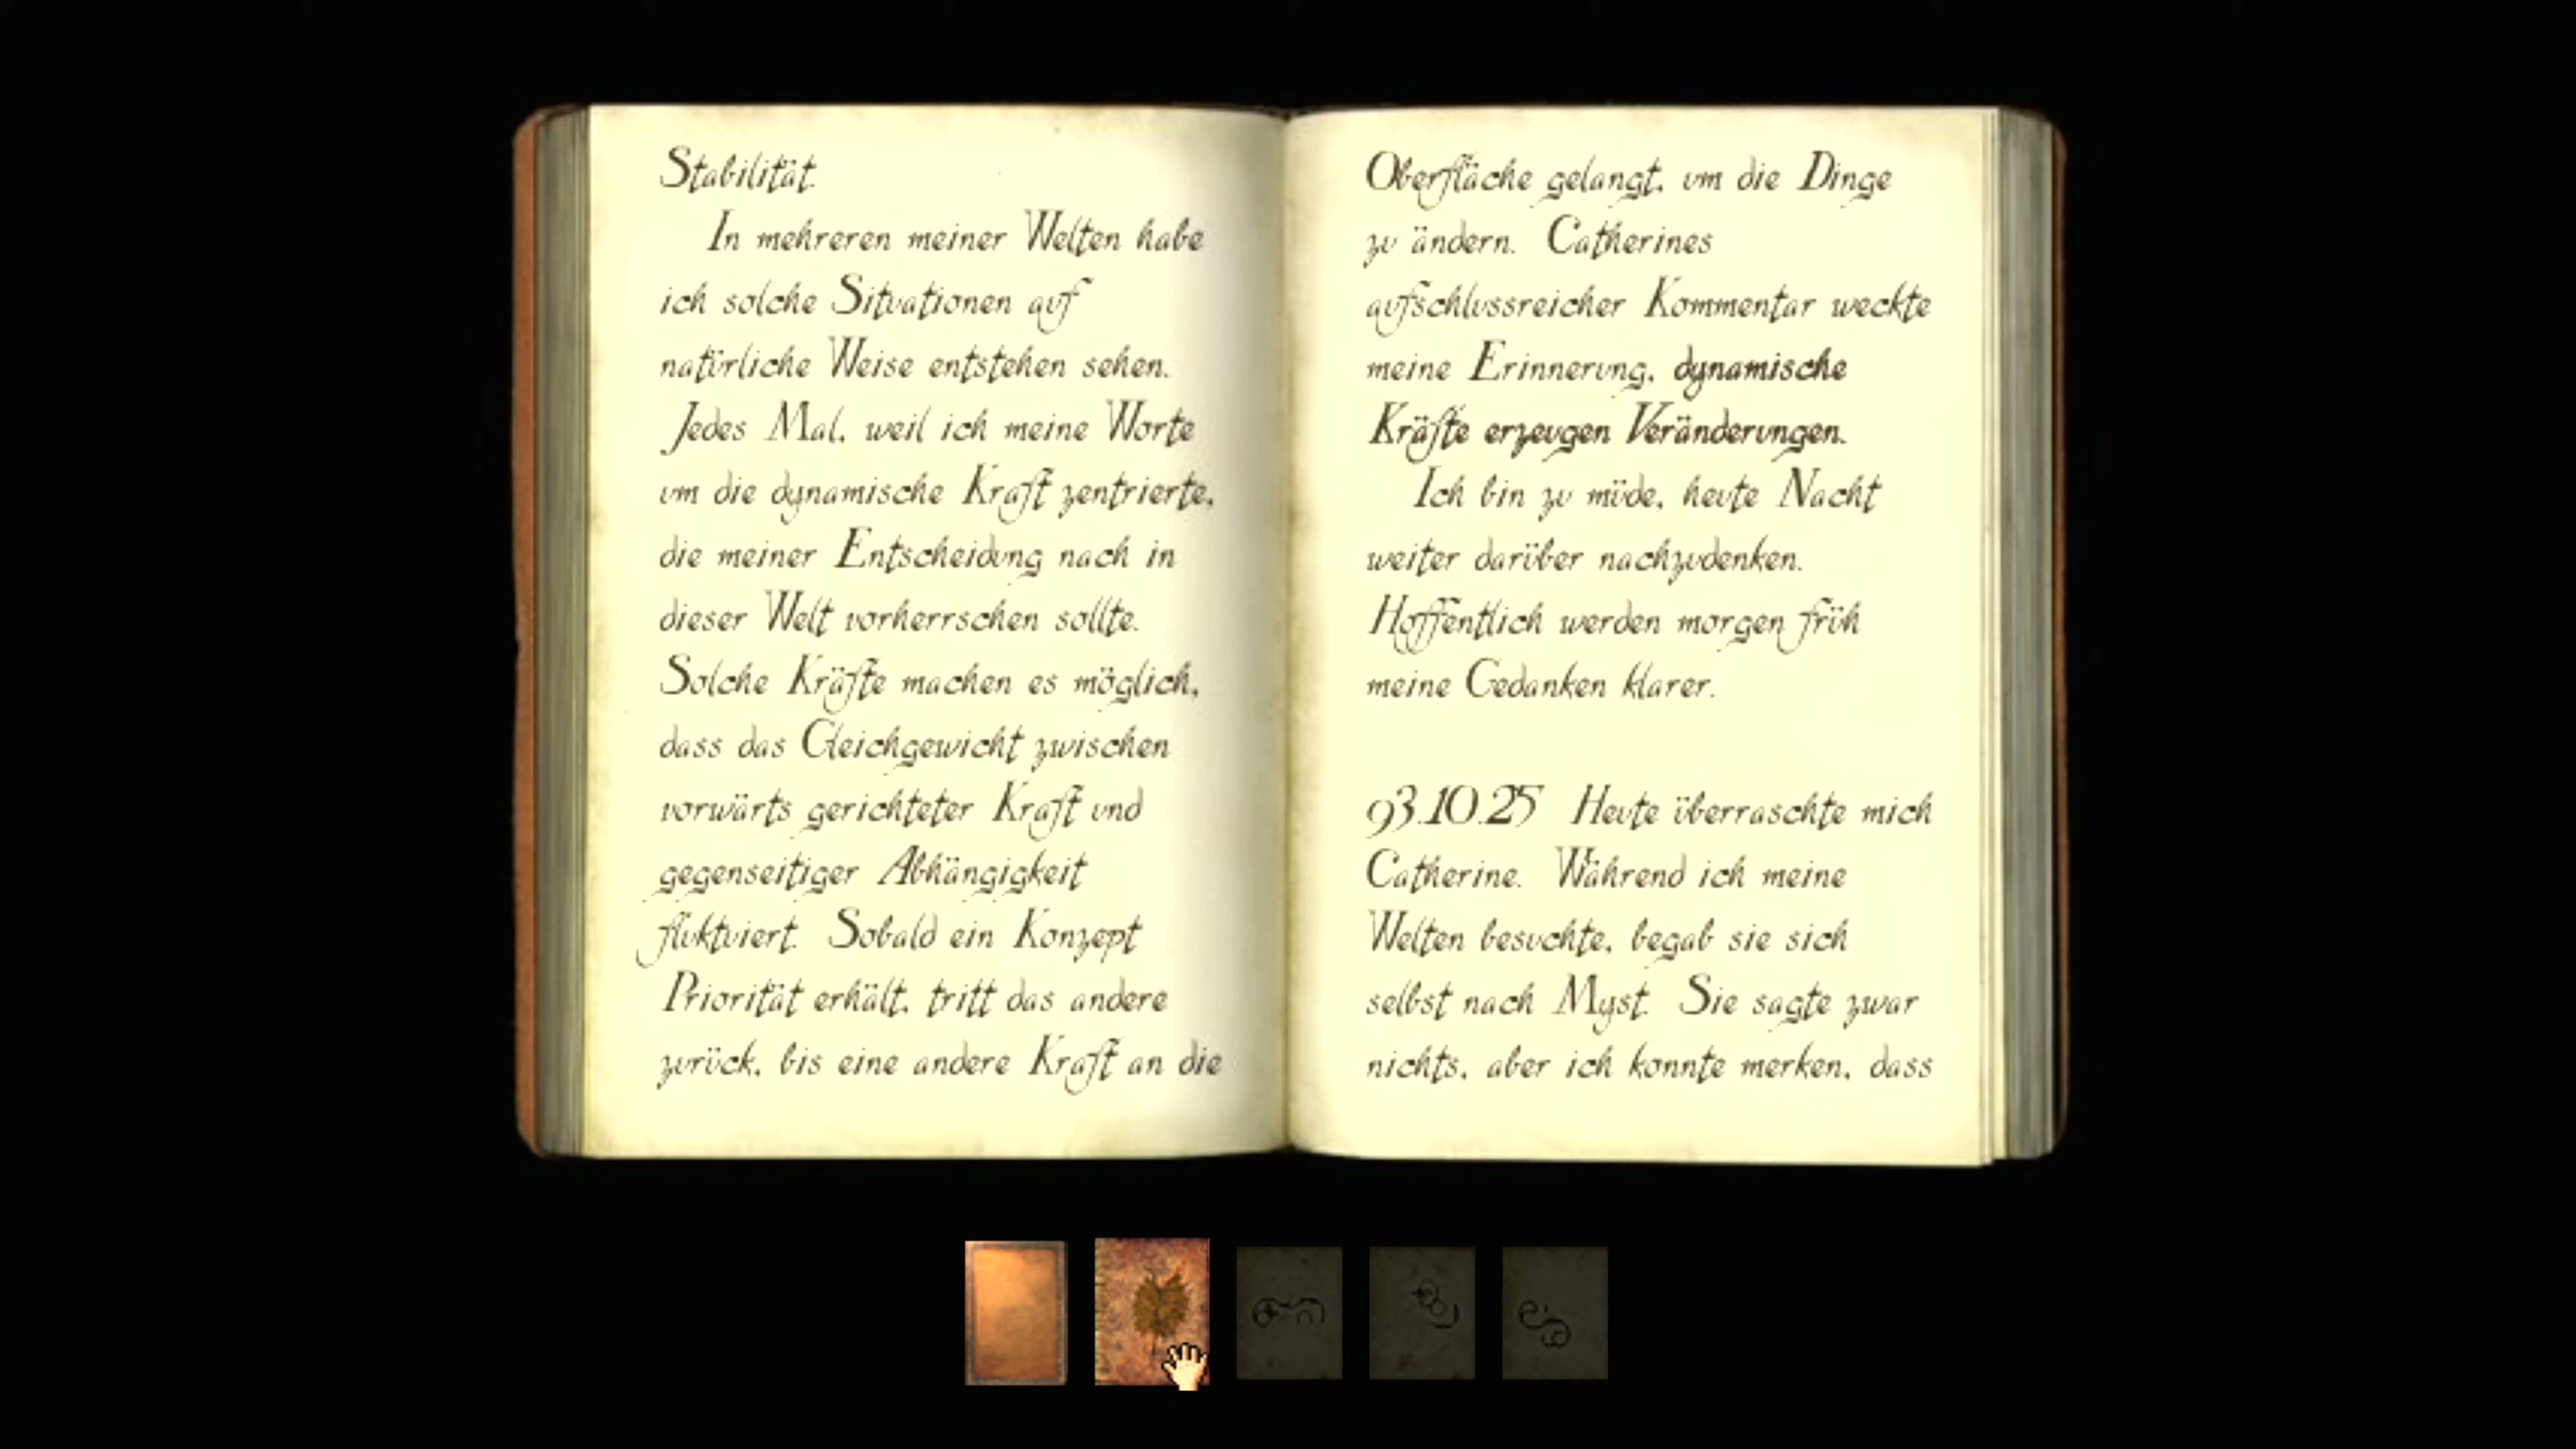 Stabilität.
In mehreren meiner Welten habe
ich solche Situationen auf
natürliche Weise entstehen sehen.
Jedes Mal, weil ich meine Worte
um die dynamische Kraft zentrierte,
die meiner Entscheidung nach in
dieser Welt vorherrschen sollte.
Solche Kräfte machen es möglich,
dass das Gleichgewicht zwischen
vorwärts gerichteter Kraft und
gegenseitiger Abhängigkeit
fluktuiert. Sobald ein Konzept
Priorität erhält, tritt das andere
zurück, bis eine andere Kraft an die
Oberfläche gelangt, um die Dinge
zu ändern. Catherines
aufschlussreicher Kommentar weckte
meine Erinnerung, dynamische
Kräfte erzeugen Veränderungen.
Ich bin zu müde, heute Nacht
weiter darüber nachzudenken.
Hoffentlich werden morgen früh
meine Gedanken klarer.
93.10.25 Heute überraschte mich
Catherine. Während ich meine
Welten besuchte, begab sie sich
selbst nach Myst. Sie sagte zwar
nichts, aber ich konnte merken, dass